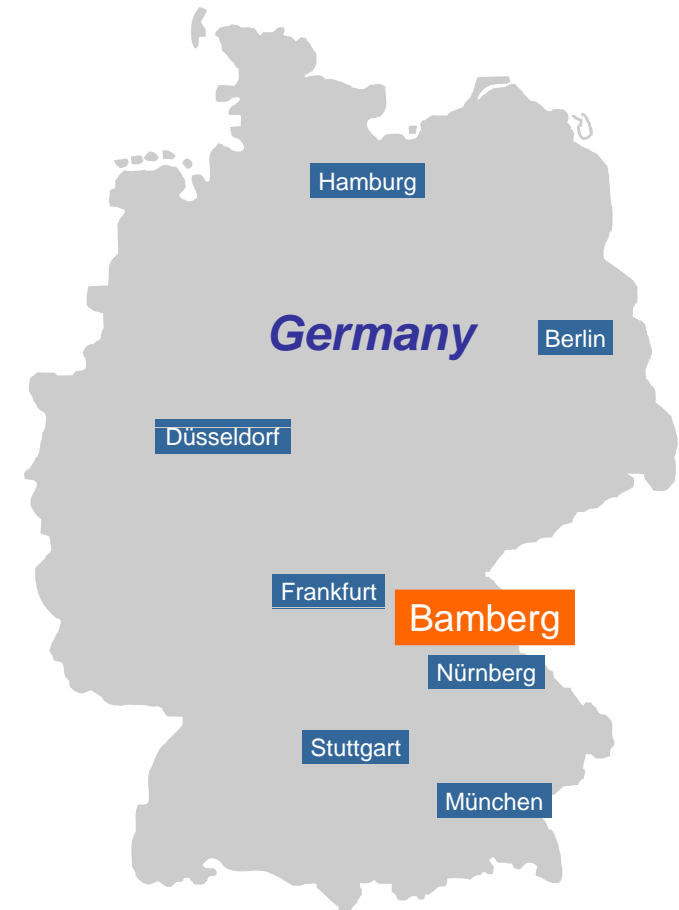 Hamburg
Germany
Berlin
Düsseldorf
Frankfurt
Bamberg
Nürnberg
Stuttgart
München